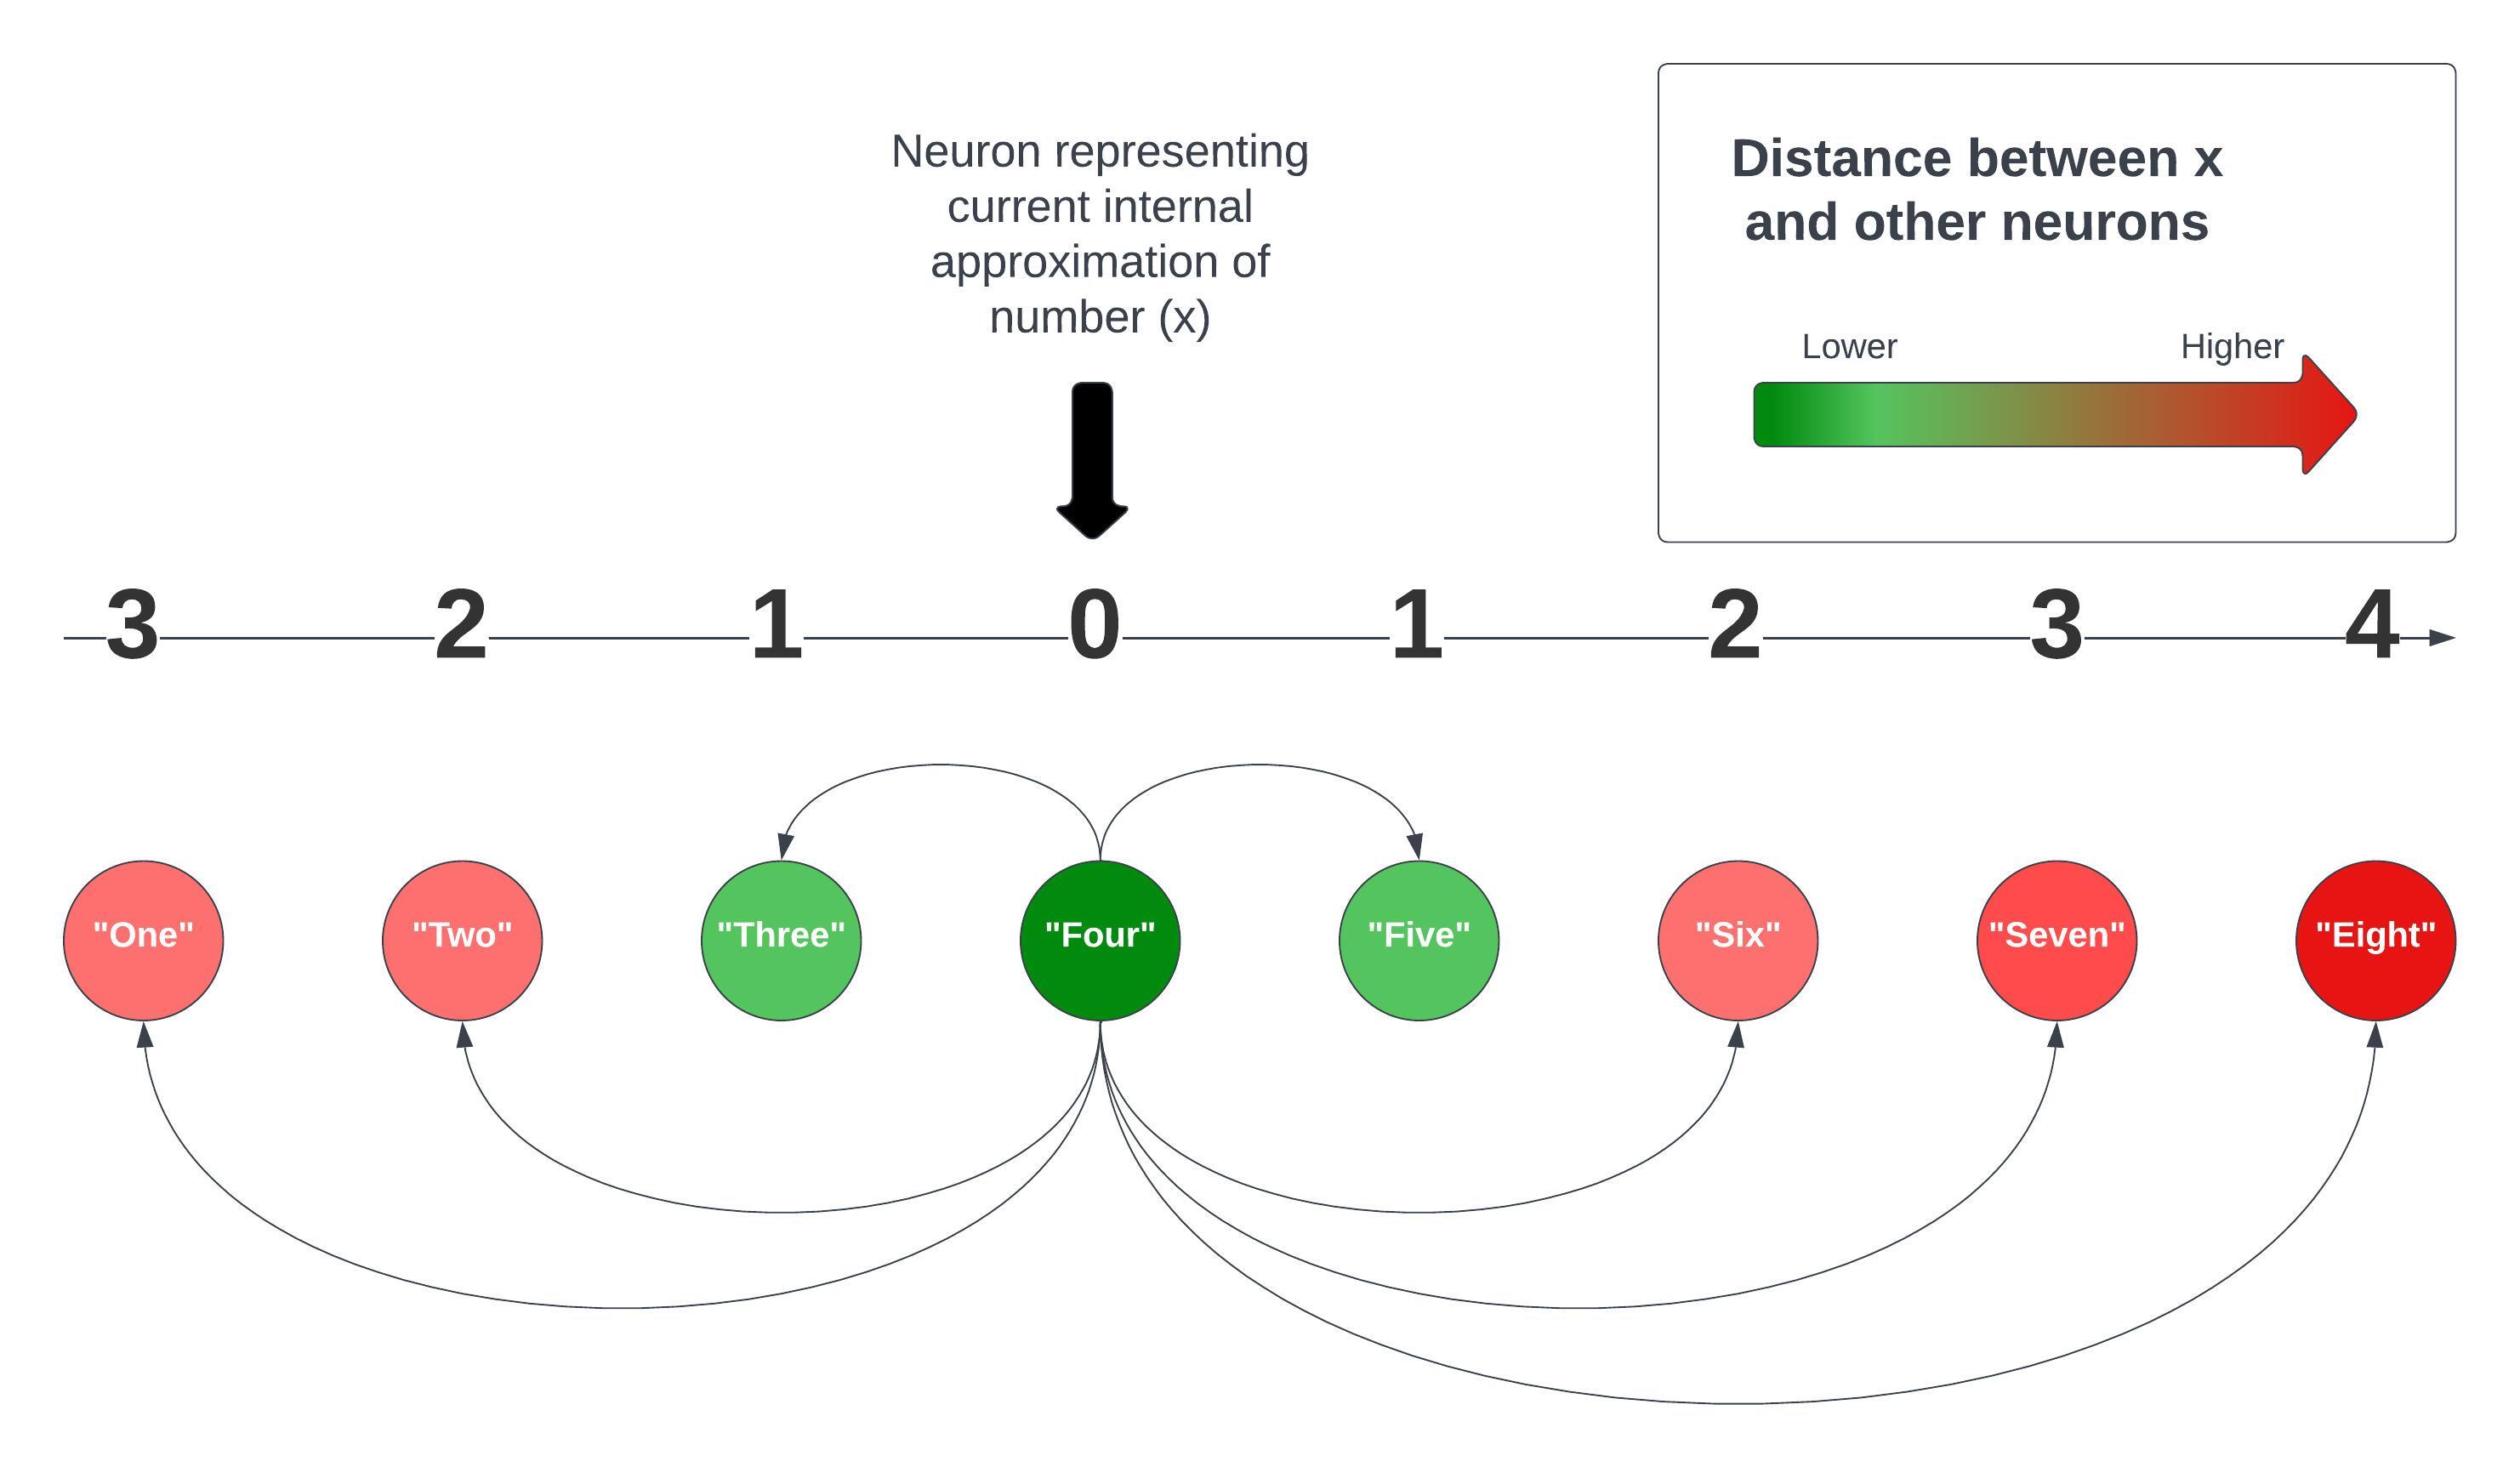 Neuron representing
current internal
approximation of
number (x)
Distance between x
and other neurons
Lower Higher
3 2 1 0 1 2 3 4
"One" "Two" "Three" "Four" "Five" "Six" "Seven" "Eight"